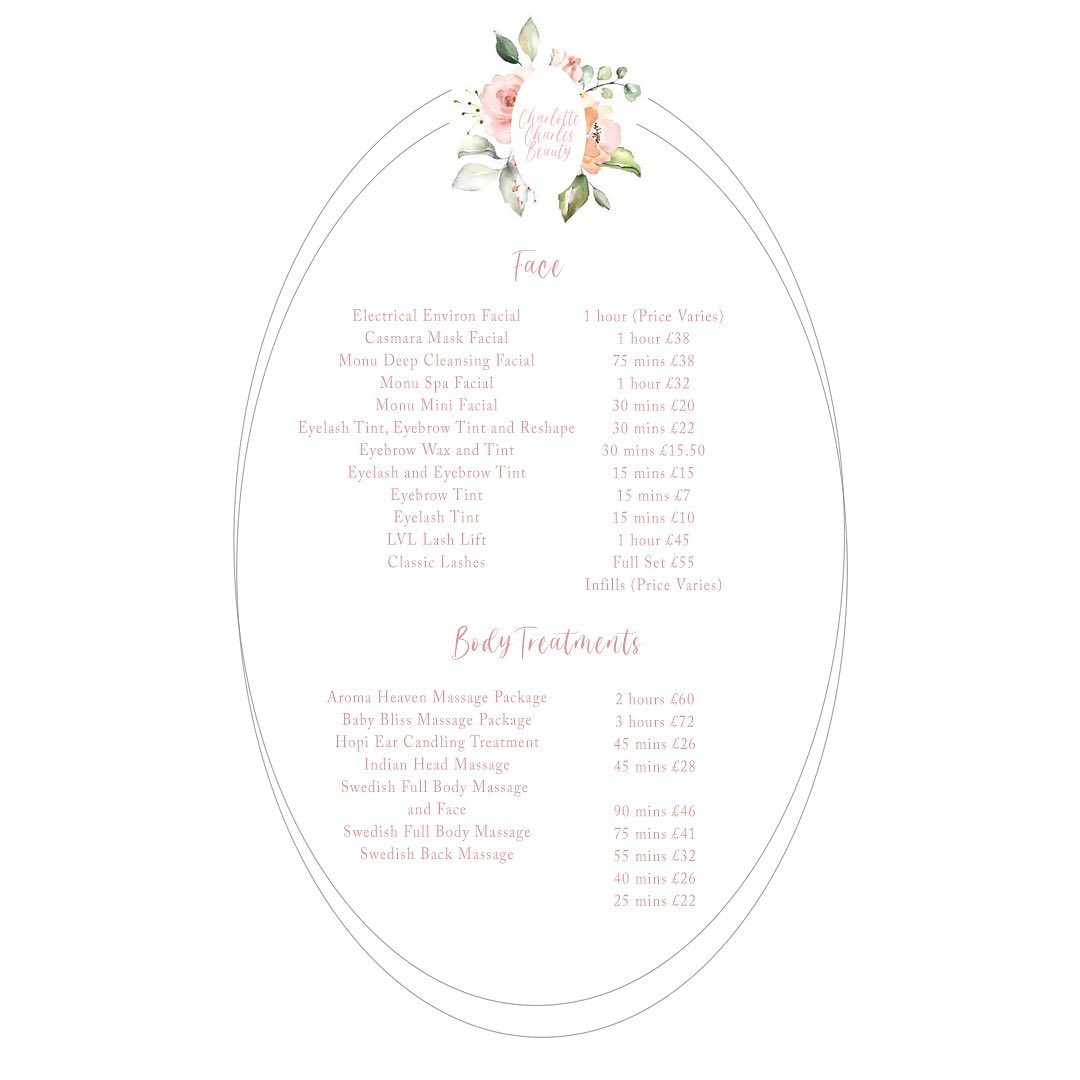 Charlotte
Charles
Beauty
Face
Electrical Environ Facial 1 hour (Price Varies)
Casmara Mask Facial 1 hour £38
Monu Deep Cleansing Facial 75 mins £38
Monu Spa Facial 1 hour £32
Monu Mini Facial 30 mins £20
Eyelash Tint, Eyebrow Tint and Reshape 30 mins £22
Eyebrow Wax and Tint 30 mins £15.50
Eyelash and Eyebrow Tint 15 mins £15
Eyebrow Tint 15 mins £7
Eyelash Tint 15 mins £10
LVL Lash Lift 1 hour £45
Classic Lashes Full Set £55
Infills (Price Varies)
Body Treatments
Aroma Heaven Massage Package 2 hours £60
Baby Bliss Massage Package 3 hours £72
Hopi Ear Candling Treatment 45 mins £26
Indian Head Massage 45 mins £28
Swedish Full Body Massage
and Face 90 mins £46
Swedish Full Body Massage 75 mins £41
Swedish Back Massage 55 mins £32
40 mins £26
25 mins £22